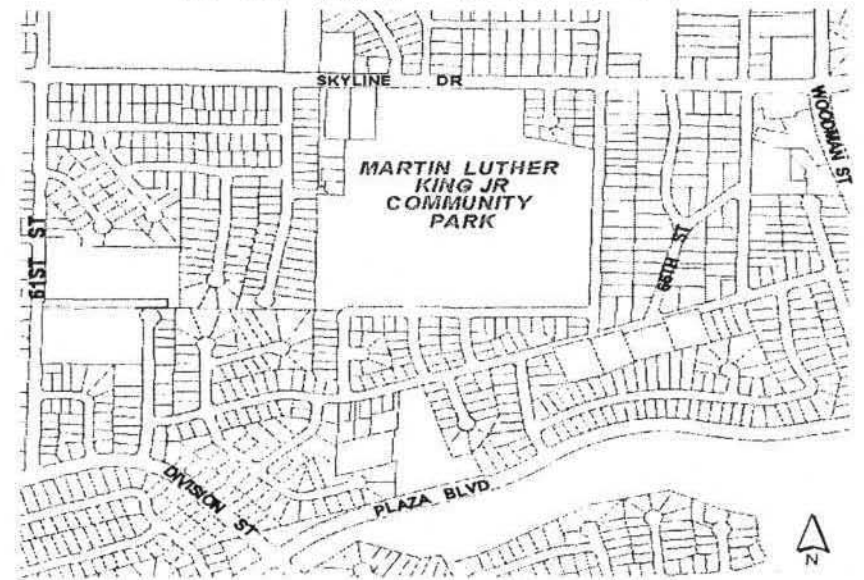 SKYLINE DR
WOODMAN ST
MARTIN LUTHER
KING JR
COMMUNITY
PARK
61ST ST
66TH ST
DIVISION ST
PLAZA BLVD
N